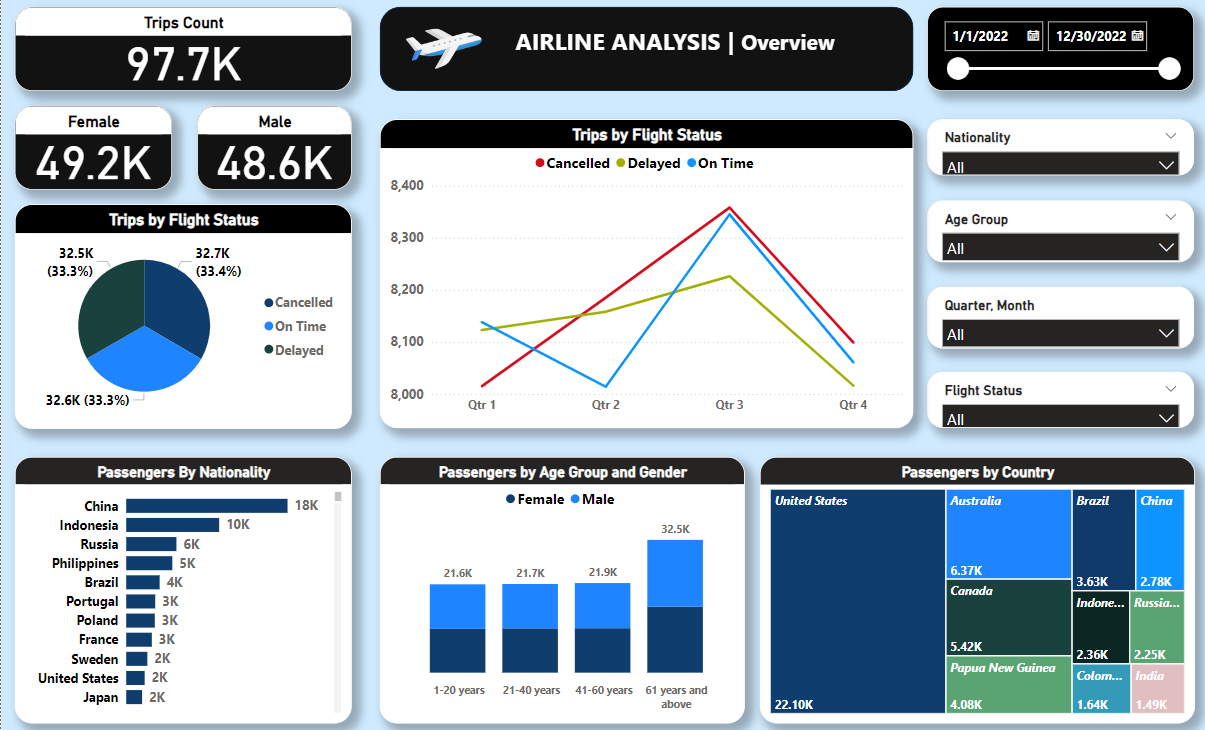 Trips Count
97.7K
AIRLINE ANALYSIS | Overview
1/1/2022
12/30/2022
Female
49.2K
Male
48.6K
Trips by Flight Status
32.5K
(33.3%)
32.7K
(33.4%)
32.6K (33.3%)
Cancelled
On Time
Delayed
Trips by Flight Status
Cancelled Delayed On Time
8,400
8,300
8,200
8,100
8,000
Qtr 1 Qtr 2 Qtr 3 Qtr 4
Nationality
All
Age Group
All
Quarter, Month
All
Flight Status
All
Passengers By Nationality
China 18K
Indonesia 10K
Russia 6K
Philippines 5K
Brazil 4K
Portugal 3K
Poland 3K
France 3K
Sweden 2K
United States 2K
Japan 2K
Passengers by Age Group and Gender
Female Male
21.6K 21.7K 21.9K 32.5K
1-20 years 21-40 years 41-60 years 61 years and
above
Passengers by Country
United States
22.10K
Australia
6.37K
Canada
5.42K
Papua New Guinea
4.08K
Brazil
3.63K
China
2.78K
Indone...
2.36K
Russia...
2.25K
Colom...
1.64K
India
1.49K